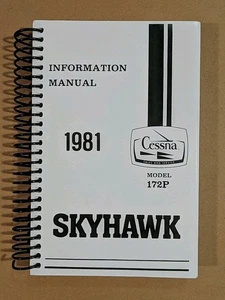 INFORMATION
MANUAL
1981
Cessna
MODEL
172P
SKYHAWK